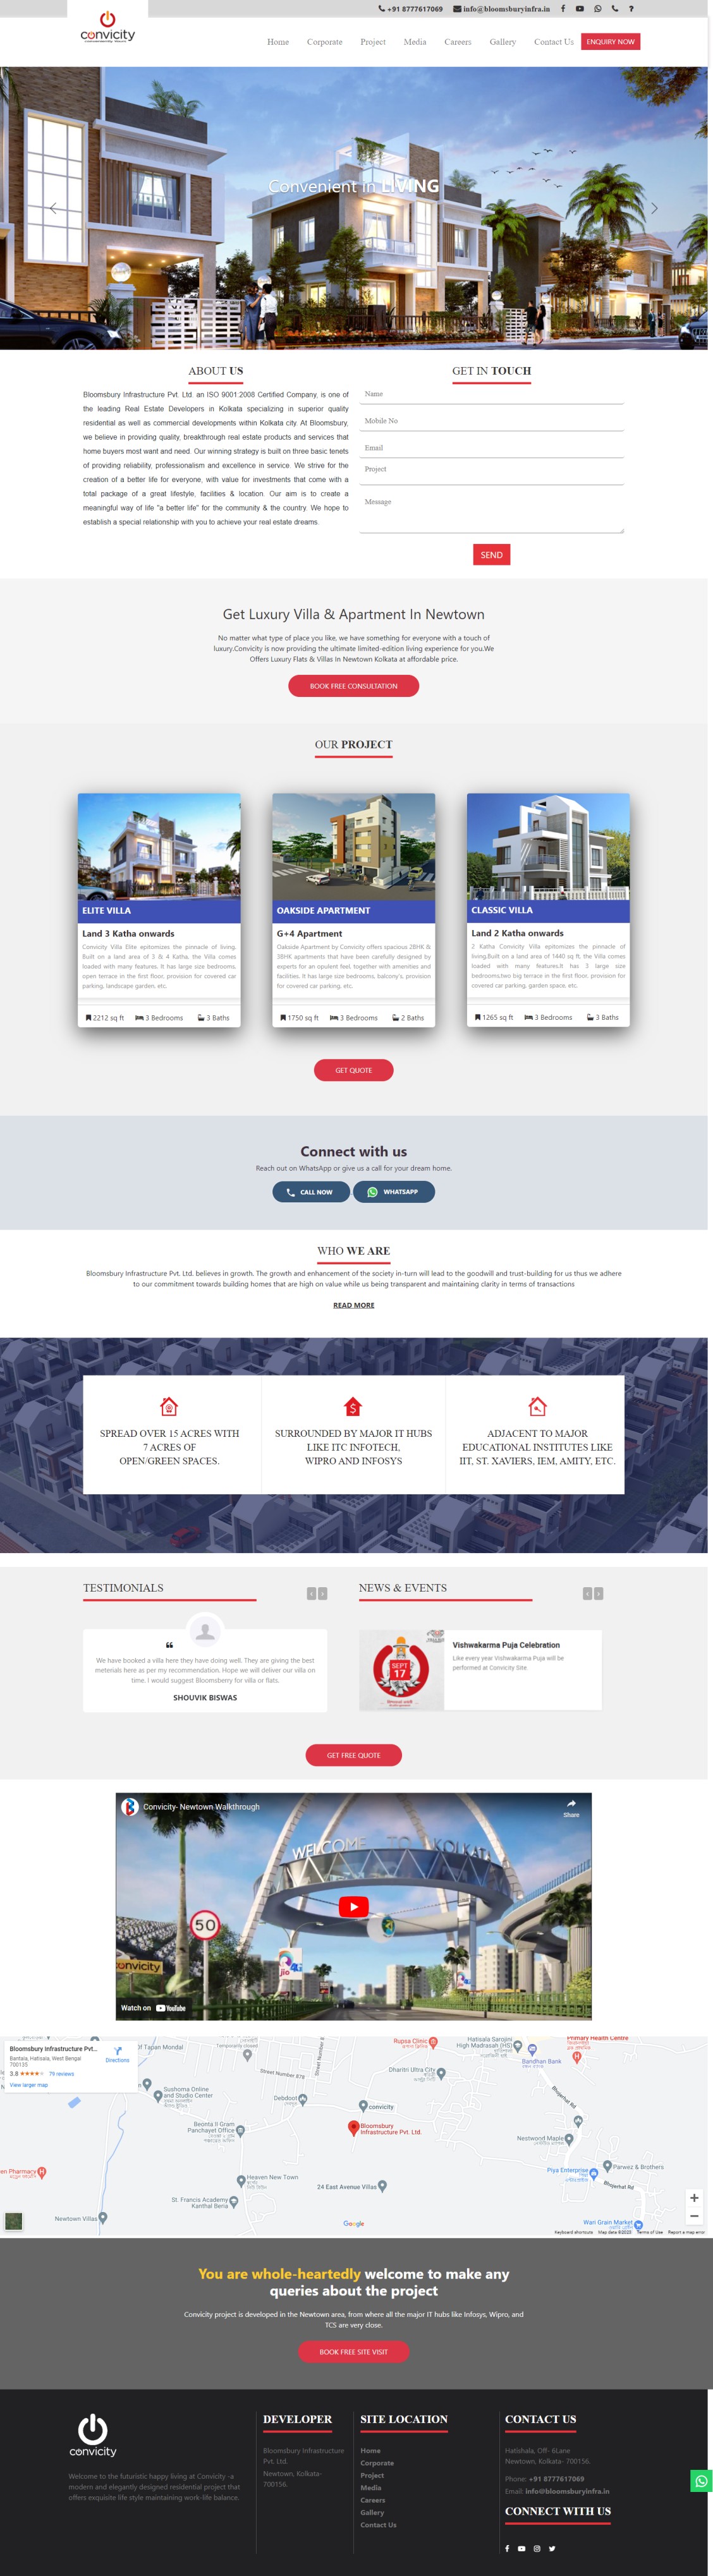 +91 8777617069 info@bloomsburyinfra.in
convicity
Home Corporate Project Media Careers Gallery Contact Us ENQUIRY NOW
Convenient in LIVING
ABOUT US
Bloomsbury Infrastructure Pvt. Ltd. an ISO 9001:2008 Certified Company, is one of
the leading Real Estate Developers in Kolkata specializing in superior quality
residential as well as commercial developments within Kolkata city. At Bloomsbury,
we believe in providing quality, breakthrough real estate products and services that
home buyers most want and need. Our winning strategy is built on three basic tenets
of providing reliability, professionalism and excellence in service. We strive for the
creation of a better life for everyone, with value for investments that come with a
total package of a great lifestyle, facilities & location. Our aim is to create a
meaningful way of life "a better life" for the community & the country. We hope to
establish a special relationship with you to achieve your real estate dreams.
GET IN TOUCH
Name
Mobile No
Email
Project
Message
SEND
Get Luxury Villa & Apartment In Newtown
No matter what type of place you like, we have something for everyone with a touch of
luxury.Convicity is now providing the ultimate limited-edition living experience for you.We
Offers Luxury Flats & Villas In Newtown Kolkata at affordable price.
BOOK FREE CONSULTATION
OUR PROJECT
ELITE VILLA
Land 3 Katha onwards
Convicity Villa Elite epitomizes the pinnacle of living.
Built on a land area of 3 & 4 Katha, the Villa comes
loaded with many features. It has large size bedrooms,
open terrace in the first floor, provision for covered car
parking, landscape garden, etc.
2212 sq ft 3 Bedrooms 3 Baths
OAKSIDE APARTMENT
G+4 Apartment
Oakside Apartment by Convicity offers spacious 2BHK &
3BHK apartments that have been carefully designed by
experts for an opulent feel, together with amenities and
facilities. It has large size bedrooms, balcony's, provision
for covered car parking, etc.
1750 sq ft 3 Bedrooms 2 Baths
CLASSIC VILLA
Land 2 Katha onwards
2 Katha Convicity Villa epitomizes the pinnacle of
living.Built on a land area of 1440 sq ft, the Villa comes
loaded with many features.It has 3 large size
bedrooms,two big terrace in the first floor, provision for
covered car parking, garden space, etc.
1265 sq ft 3 Bedrooms 3 Baths
GET QUOTE
Connect with us
Reach out on WhatsApp or give us a call for your dream home.
CALL NOW WHATSAPP
WHO WE ARE
Bloomsbury Infrastructure Pvt. Ltd. believes in growth. The growth and enhancement of the society in-turn will lead to the goodwill and trust-building for us thus we adhere
to our commitment towards building homes that are high on value while us being transparent and maintaining clarity in terms of transactions
READ MORE
SPREAD OVER 15 ACRES WITH
7 ACRES OF
OPEN/GREEN SPACES.
SURROUNDED BY MAJOR IT HUBS
LIKE ITC INFOTECH,
WIPRO AND INFOSYS
ADJACENT TO MAJOR
EDUCATIONAL INSTITUTES LIKE
IIT, ST. XAVIERS, IEM, AMITY, ETC.
TESTIMONIALS
We have booked a villa here they have doing well. They are giving the best
meterials here as per my recommendation. Hope we will deliver our villa on
time. I would suggest Bloomsberry for villa or flats.
SHOUVIK BISWAS
NEWS & EVENTS
SEPT
17
Vishwakarma Puja Celebration
Like every year Vishwakarma Puja will be
performed at Convicity Site.
GET FREE QUOTE
Convicity- Newtown Walkthrough
Share
WELCOME TO KOLKATA
50
jio
convicity
Watch on YouTube
Bloomsbury Infrastructure Pvt...
Bantala, Hatisala, West Bengal
700135
3.8 79 reviews
View larger map
Directions
Tapan Mondal
Temporarily closed
Street Number 679
Rupsa Clinic
Hatisala Sarojini
High Madrasah (HS)
Primary Health Centre
Bandhan Bank
Dharitri Ultra City
Sushoma Online
and Studio Center
Debdoot
convicity
Beonta II Gram
Panchayet Office
Bloomsbury
Infrastructure Pvt. Ltd.
Bhojerhat Rd
Nestwood Maple
Piya Enterprise
Parwez & Brothers
Bhojerhat Rd
en Pharmacy
Heaven New Town
24 East Avenue Villas
St. Francis Academy
Kanthal Beria
Newtown Villas
Wari Grain Market
Google
Keyboard shortcuts Map data ©2023 Terms of Use Report a map error
You are whole-heartedly welcome to make any
queries about the project
Convicity project is developed in the Newtown area, from where all the major IT hubs like Infosys, Wipro, and
TCS are very close.
BOOK FREE SITE VISIT
convicity
Welcome to the futuristic happy living at Convicity -a
modern and elegantly designed residential project that
offers exquisite life style maintaining work-life balance.
DEVELOPER
Bloomsbury Infrastructure
Pvt. Ltd.
Newtown, Kolkata-
700156.
SITE LOCATION
Home
Corporate
Project
Media
Careers
Gallery
Contact Us
CONTACT US
Hatishala, Off- 6Lane
Newtown, Kolkata- 700156.
Phone: +91 8777617069
Email: info@bloomsburyinfra.in
CONNECT WITH US